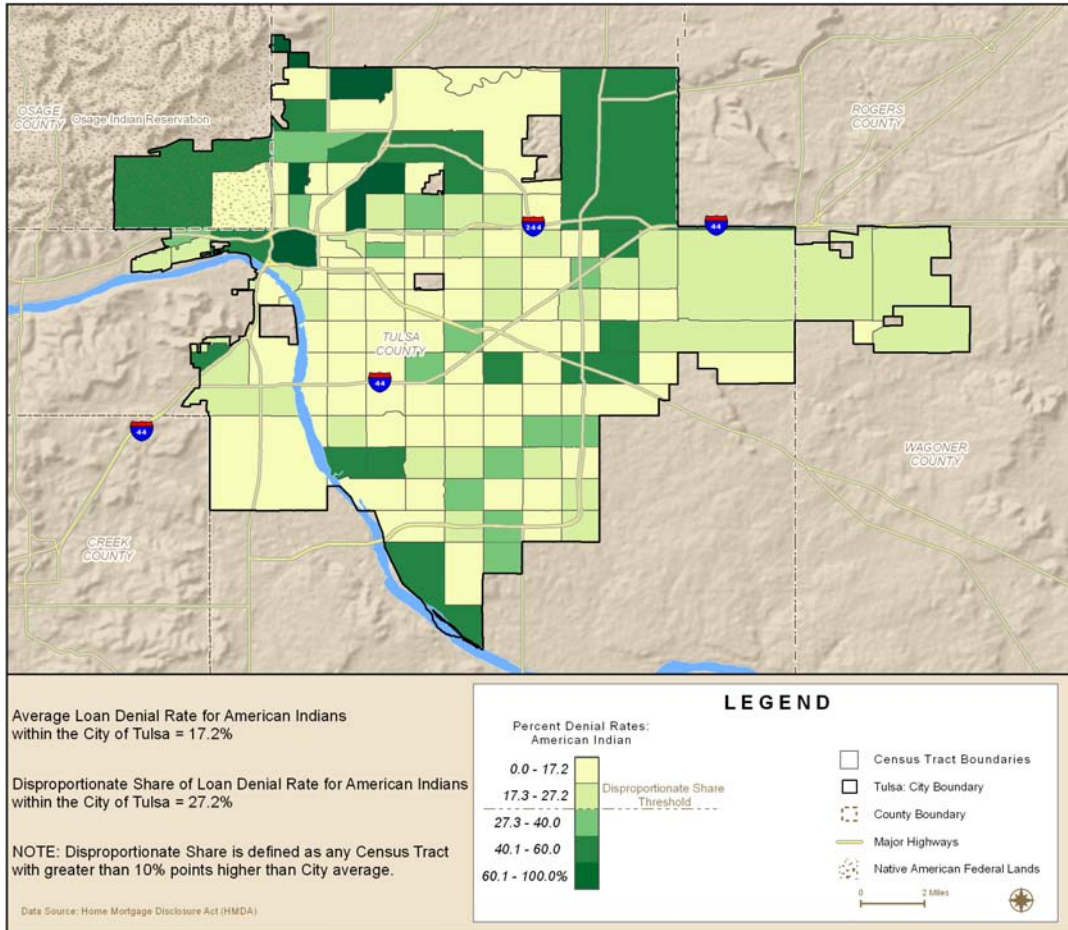 OSAGE
COUNTY
Osage Indian Reservation
ROGERS
COUNTY
244
44
TULSA
COUNTY
44
44
WAGONER
COUNTY
CREEK
COUNTY
Average Loan Denial Rate for American Indians
within the City of Tulsa = 17.2%
Disproportionate Share of Loan Denial Rate for American Indians
within the City of Tulsa = 27.2%
NOTE: Disproportionate Share is defined as any Census Tract
with greater than 10% points higher than City average.
Data Source: Home Mortgage Disclosure Act (HMDA)
LEGEND
Percent Denial Rates:
American Indian
0.0 - 17.2
17.3 - 27.2
27.3 - 40.0
40.1 - 60.0
60.1 - 100.0%
Disproportionate Share
Threshold
Census Tract Boundaries
Tulsa: City Boundary
County Boundary
Major Highways
Native American Federal Lands
0 2 Miles